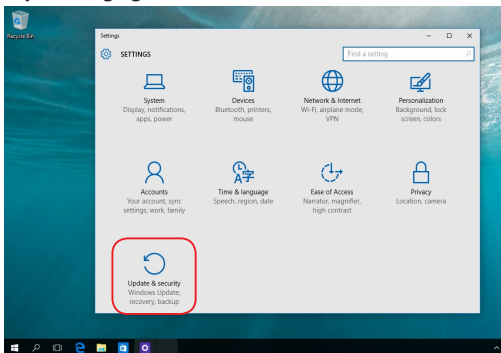 Recycle Bin
Settings
SETTINGS
Find a setting
System
Display, notifications,
apps, power
Devices
Bluetooth, printers,
mouse
Network & Internet
Wi-Fi, airplane mode,
VPN
Personalization
Background, lock
screen, colors
Accounts
Your account, sync
settings, work, family
Time & language
Speech, region, date
Ease of Access
Narrator, magnifier,
high contrast
Privacy
Location, camera
Update & security
Windows Update,
recovery, backup